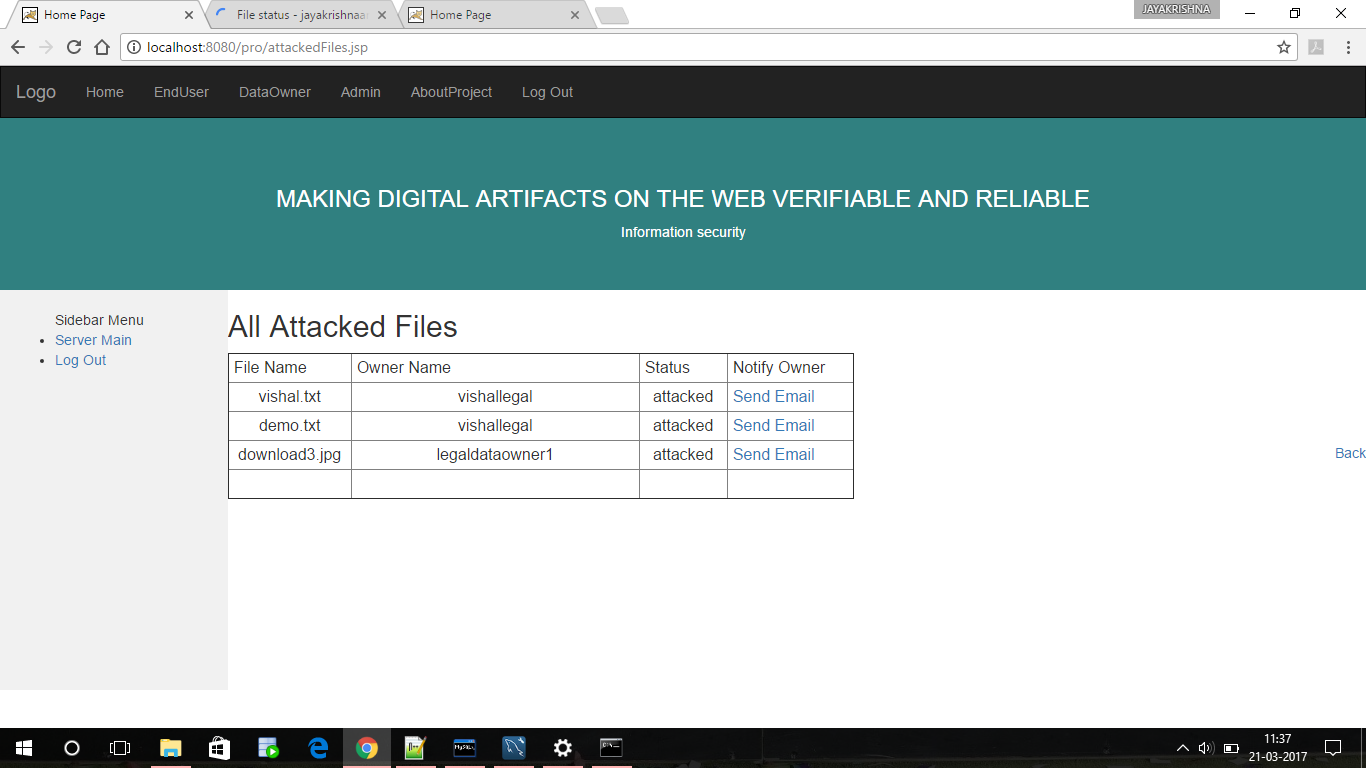 Home Page
File status - jayakrishnaa
Home Page
JAYAKRISHNA
localhost:8080/pro/attackedFiles.jsp
Logo Home EndUser DataOwner Admin AboutProject Log Out
MAKING DIGITAL ARTIFACTS ON THE WEB VERIFIABLE AND RELIABLE
Information security
Sidebar Menu
Server Main
Log Out
All Attacked Files
File Name Owner Name Status Notify Owner
vishal.txt vishallegal attacked Send Email
demo.txt vishallegal attacked Send Email
download3.jpg legaldataowner1 attacked Send Email
Back
MySQL
11:37
21-03-2017